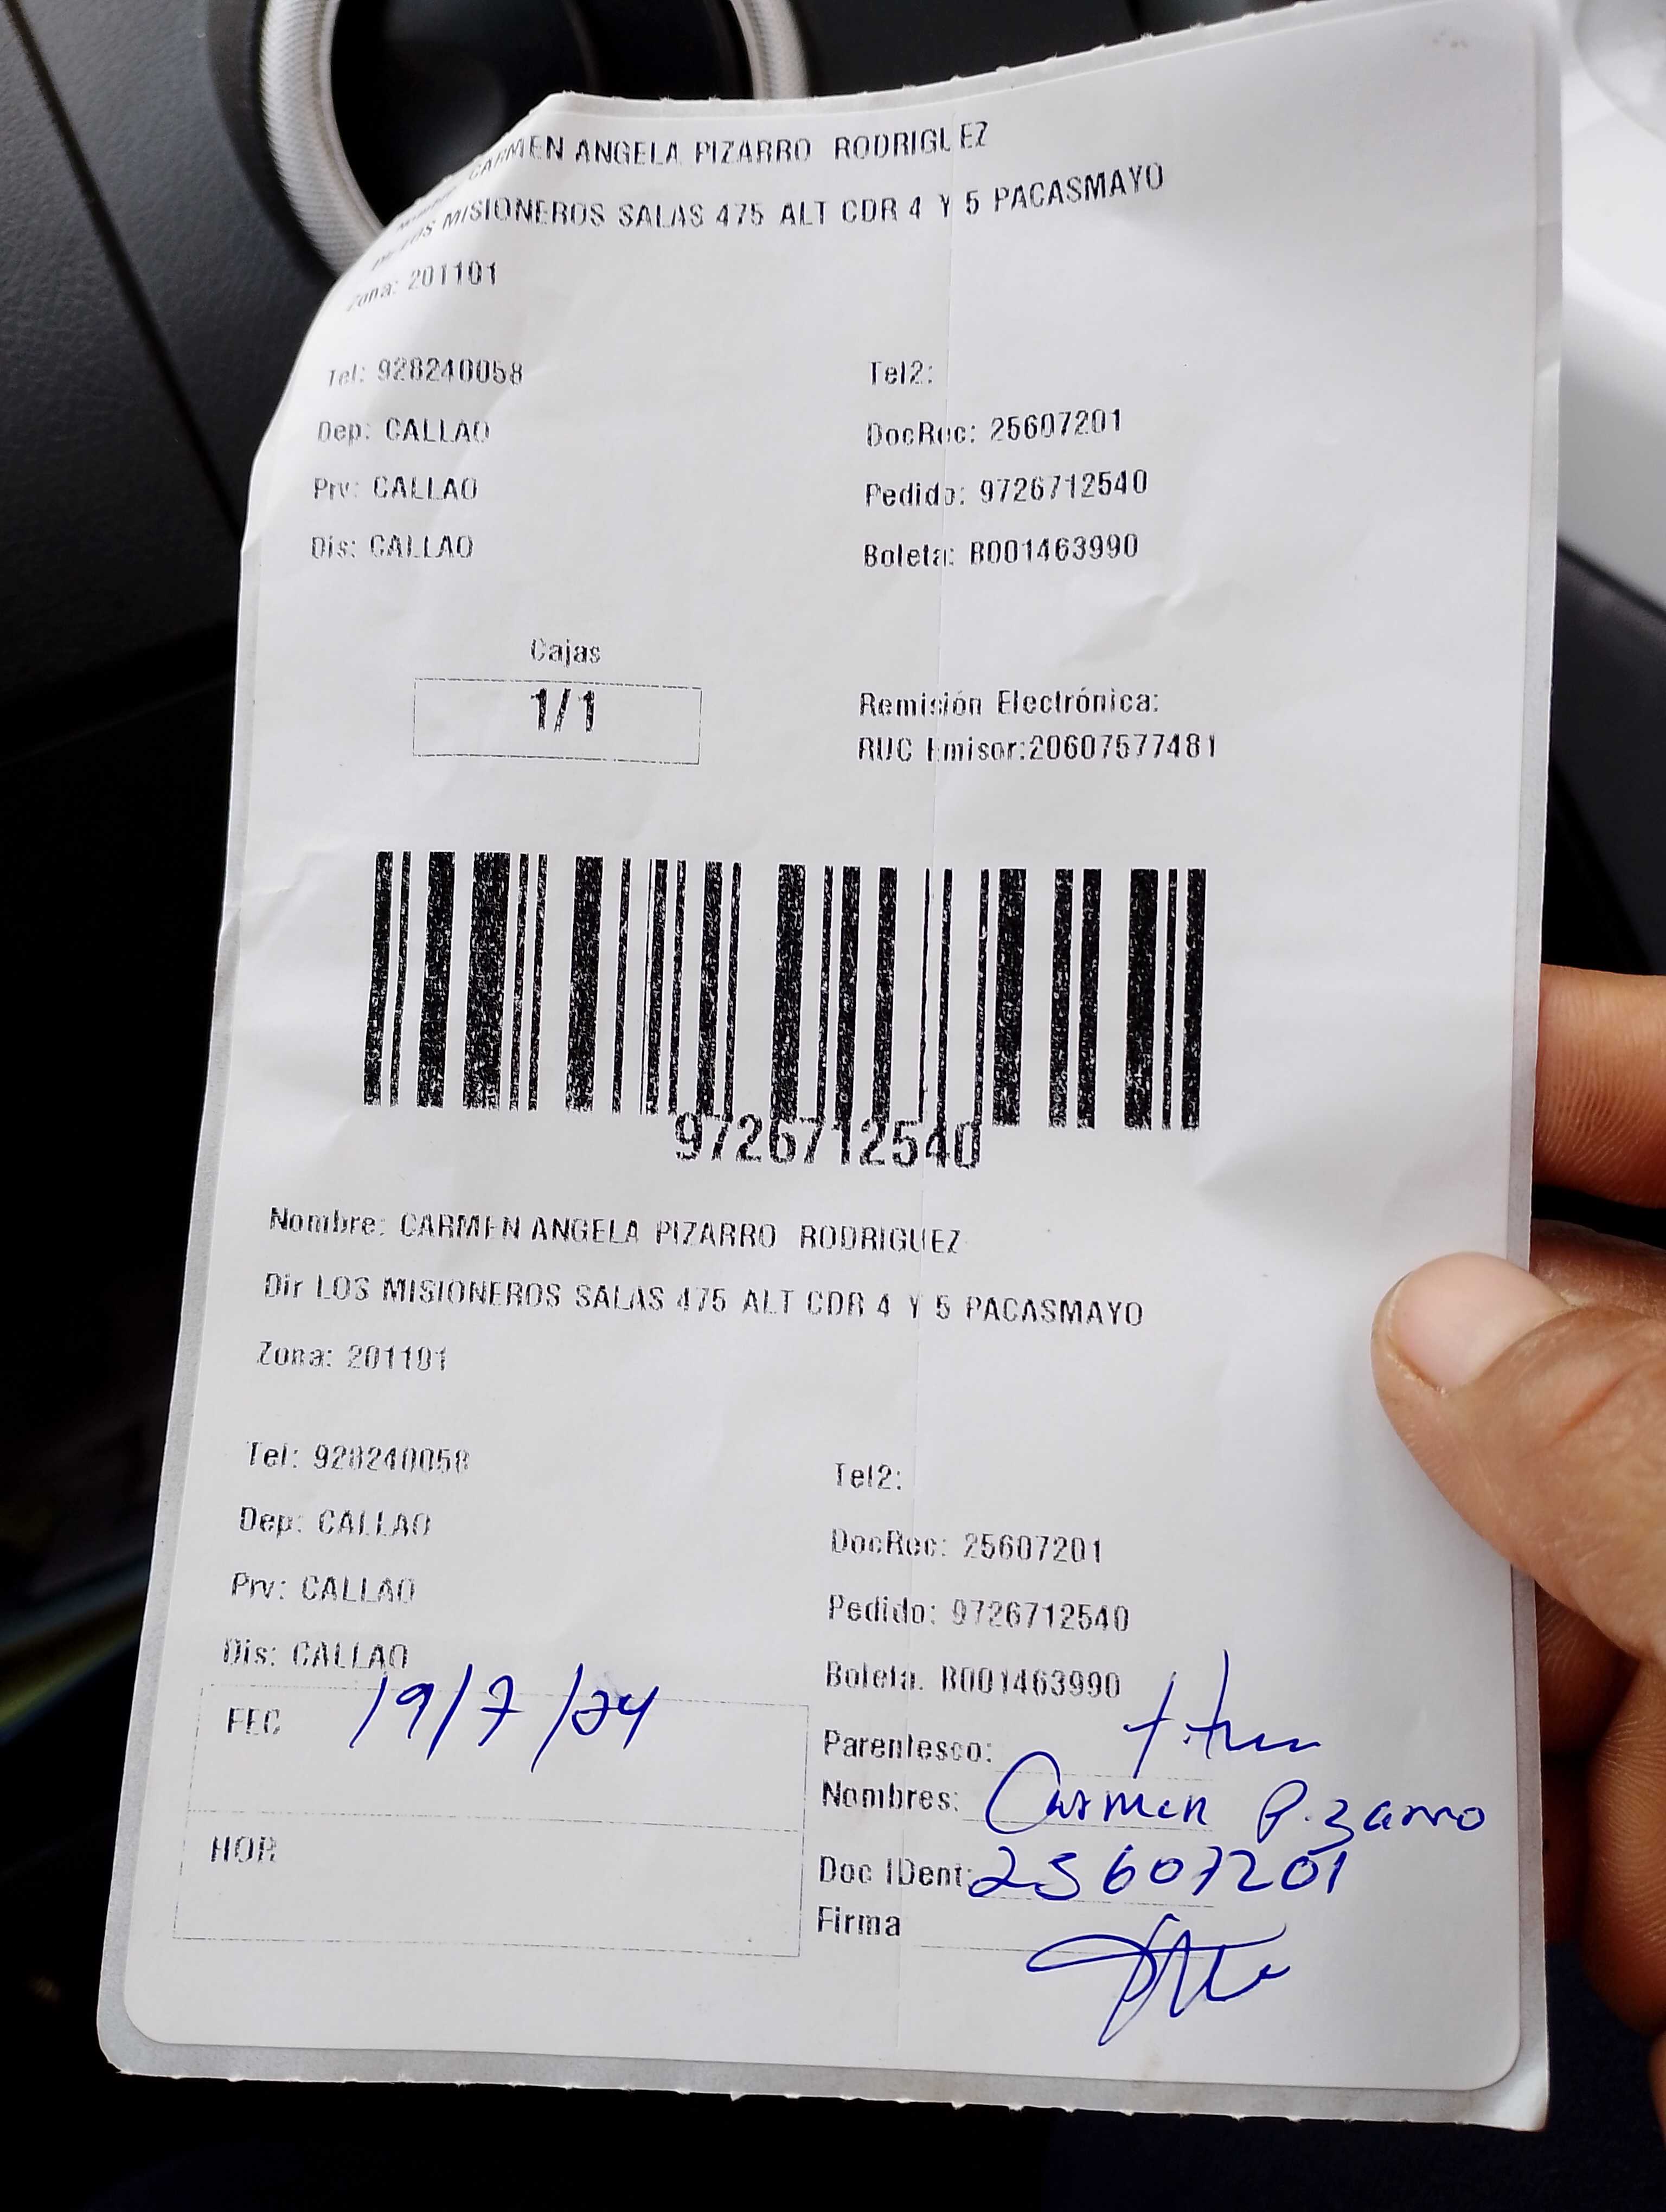 CARMEN ANGELA PIZARRO RODRIGUEZ
LOS MISIONEROS SALAS 475 ALT CDR 4 Y 5 PACASMAYO
Zona: 201101
Tel: 928240058 Tel2:
Dep: CALLAO DocRec: 25607201
Prv: CALLAO Pedido: 9726712540
Dis: CALLAO Boleta: B001463990
Cajas
1/1
Remisión Electrónica:
RUC Emisor:20607577481
9726712540
Nombre: CARMEN ANGELA PIZARRO RODRIGUEZ
Dir LOS MISIONEROS SALAS 475 ALT CDR 4 Y 5 PACASMAYO
Zona: 201101
Tel: 928240058 Tel2:
Dep: CALLAO DocRec: 25607201
Prv: CALLAO Pedido: 9726712540
Dis: CALLAO Boleta: B001463990
FEC 19/7/24
Parentesco:
Nombres: Carmen Pizarro
HOR
Doc IDent: 25607201
Firma